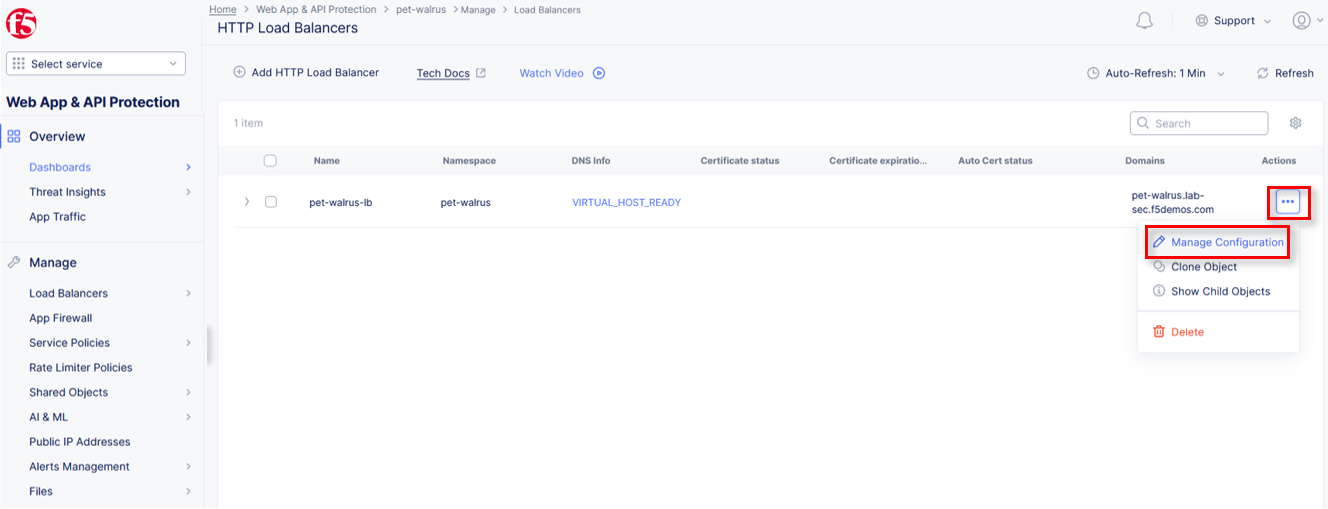 f5
Home > Web App & API Protection > pet-walrus > Manage > Load Balancers
HTTP Load Balancers
Support
Select service
Add HTTP Load Balancer
Tech Docs
Watch Video
Auto-Refresh: 1 Min
Refresh
Web App & API Protection
Overview
Dashboards
Threat Insights
App Traffic
Manage
Load Balancers
App Firewall
Service Policies
Rate Limiter Policies
Shared Objects
AI & ML
Public IP Addresses
Alerts Management
Files
1 item
Search
Name Namespace DNS Info Certificate status Certificate expiratio... Auto Cert status Domains Actions
pet-walrus-lb pet-walrus VIRTUAL_HOST_READY pet-walrus.lab-
sec.f5demos.com
Manage Configuration
Clone Object
Show Child Objects
Delete